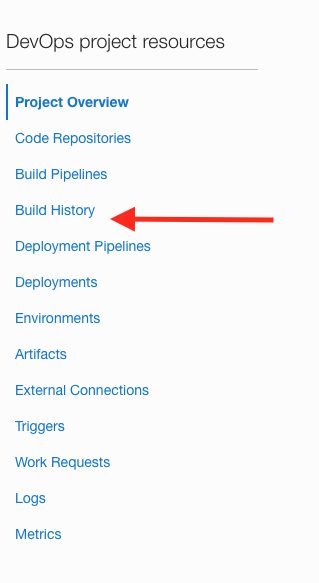 DevOps project resources
Project Overview
Code Repositories
Build Pipelines
Build History
Deployment Pipelines
Deployments
Environments
Artifacts
External Connections
Triggers
Work Requests
Logs
Metrics